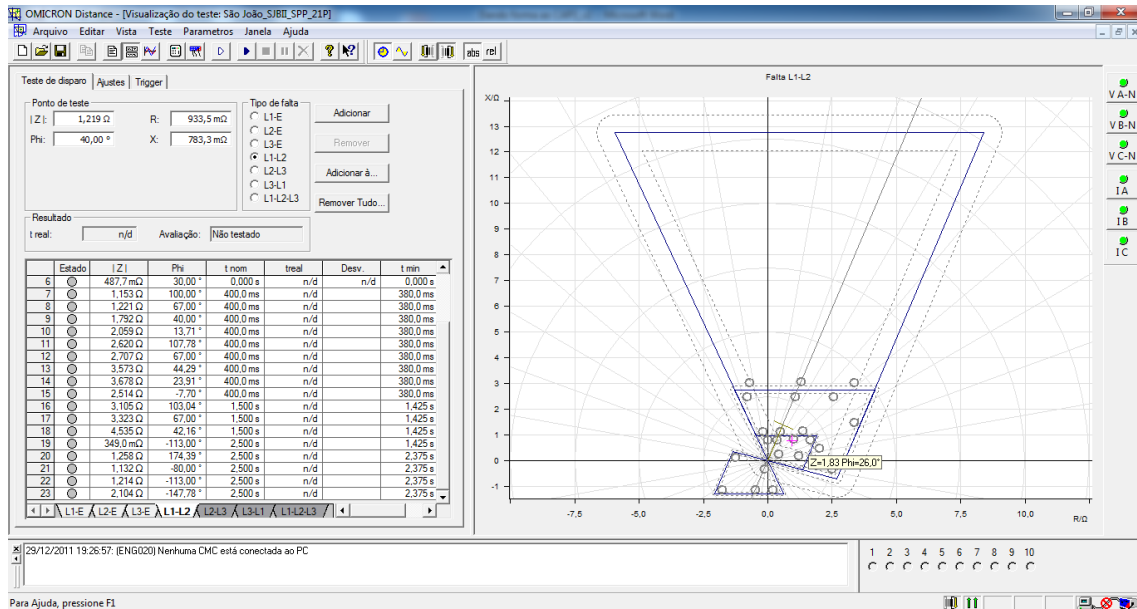 OMICRON Distance - [Visualização do teste: São João_SJBII_SPP_21P]
Arquivo Editar Vista Teste Parametros Janela Ajuda
abs rel
Teste de disparo Ajustes Trigger
Ponto de teste
|Z|: 1,219 Ω R: 933,5 mΩ
Phi: 40,00 ° X: 783,3 mΩ
Tipo de falta
L1-E
L2-E
L3-E
L1-L2
L2-L3
L3-L1
L1-L2-L3
Adicionar
Remover
Adicionar à...
Remover Tudo...
Resultado
t real: n/d Avaliação: Não testado
Estado |Z| Phi t nom treal Desv. t min
6 487,7 mΩ 30,00 ° 0,000 s n/d n/d 0,000 s
7 1,153 Ω 100,00 ° 400,0 ms n/d 380,0 ms
8 1,221 Ω 67,00 ° 400,0 ms n/d 380,0 ms
9 1,792 Ω 40,00 ° 400,0 ms n/d 380,0 ms
10 2,059 Ω 13,71 ° 400,0 ms n/d 380,0 ms
11 2,620 Ω 107,78 ° 400,0 ms n/d 380,0 ms
12 2,707 Ω 67,00 ° 400,0 ms n/d 380,0 ms
13 3,573 Ω 44,29 ° 400,0 ms n/d 380,0 ms
14 3,678 Ω 23,91 ° 400,0 ms n/d 380,0 ms
15 2,514 Ω -7,70 ° 400,0 ms n/d 380,0 ms
16 3,105 Ω 103,04 ° 1,500 s n/d 1,425 s
17 3,323 Ω 67,00 ° 1,500 s n/d 1,425 s
18 4,535 Ω 42,16 ° 1,500 s n/d 1,425 s
19 349,0 mΩ -113,00 ° 2,500 s n/d 1,425 s
20 1,258 Ω 174,39 ° 2,500 s n/d 2,375 s
21 1,132 Ω -80,00 ° 2,500 s n/d 2,375 s
22 1,214 Ω -113,00 ° 2,500 s n/d 2,375 s
23 2,104 Ω -147,78 ° 2,500 s n/d 2,375 s
L1-E L2-E L3-E L1-L2 L2-L3 L3-L1 L1-L2-L3
Falta L1-L2
X/Ω
13
12
11
10
9
8
7
6
5
4
3
2
1
0
-1
Z=1,83 Phi=26,0°
-7,5 -5,0 -2,5 0,0 2,5 5,0 7,5 10,0
R/Ω
V A-N
V B-N
V C-N
I A
I B
I C
29/12/2011 19:26:57: (ENG020) Nenhuma CMC está conectada ao PC
1 2 3 4 5 6 7 8 9 10
Para Ajuda, pressione F1